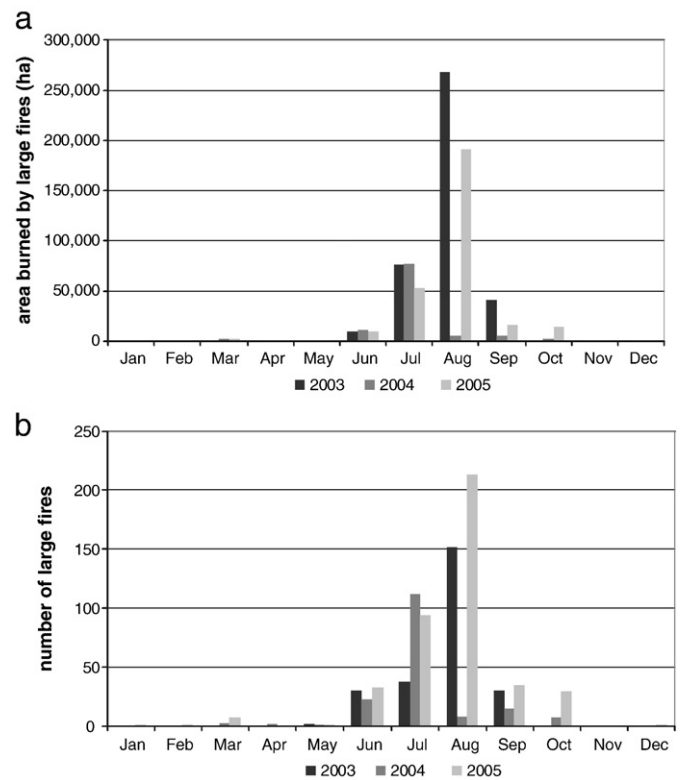 a
area burned by large fires (ha)
300,000
250,000
200,000
150,000
100,000
50,000
0
Jan Feb Mar Apr May Jun Jul Aug Sep Oct Nov Dec
2003 2004 2005
b
number of large fires
250
200
150
100
50
0
Jan Feb Mar Apr May Jun Jul Aug Sep Oct Nov Dec
2003 2004 2005